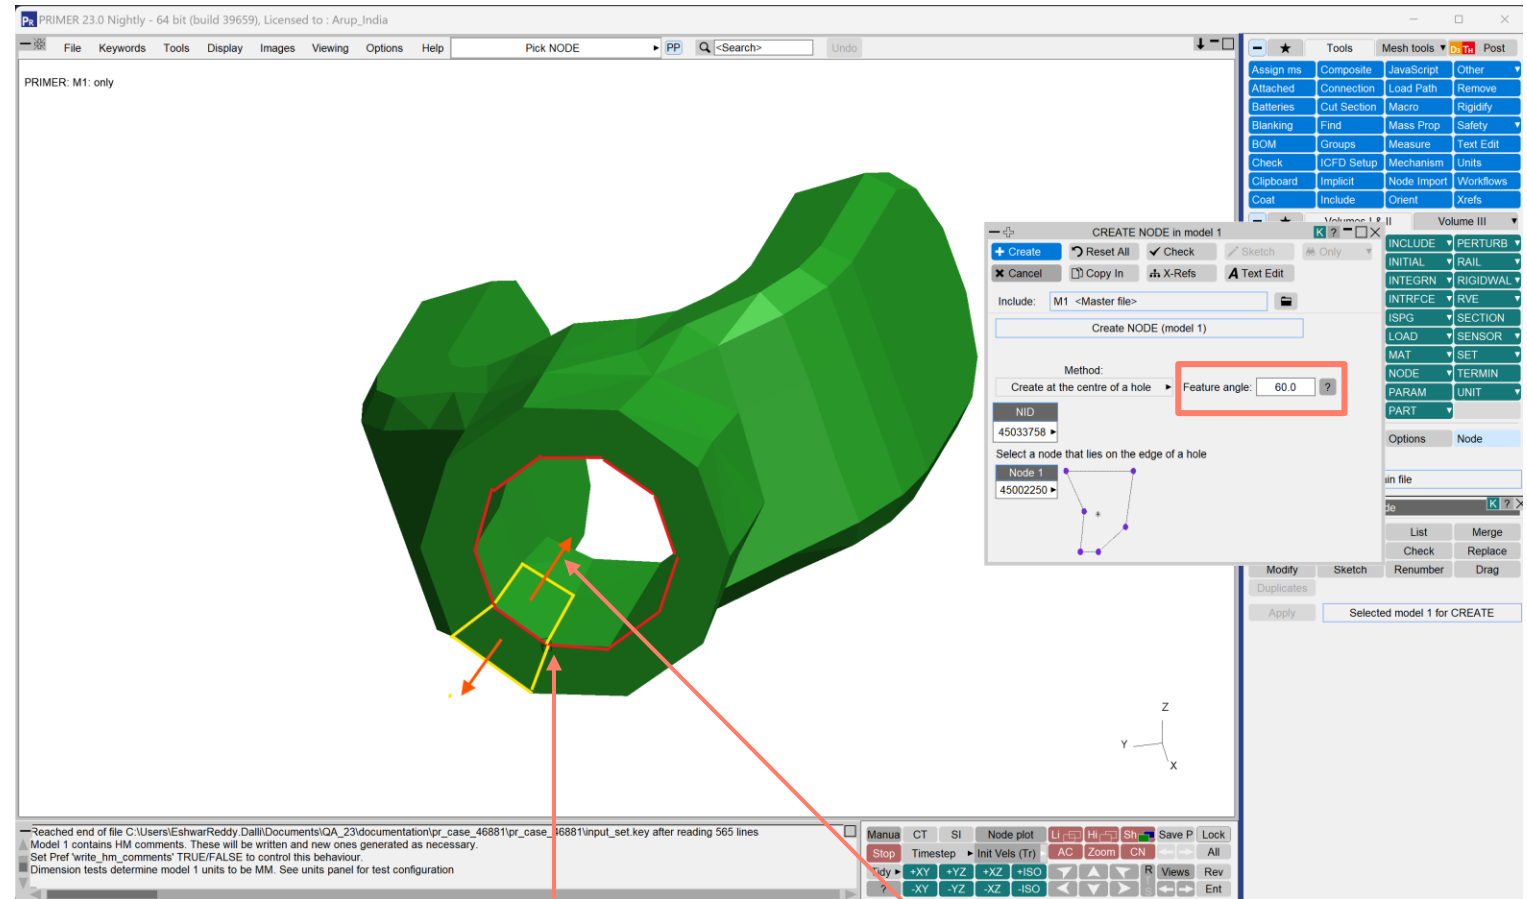 PRIMER 23.0 Nightly - 64 bit (build 39659), Licensed to : Arup_India
File Keywords Tools Display Images Viewing Options Help Pick NODE PP <Search> Undo
PRIMER: M1: only
Tools Mesh tools D3 TH Post
Assign ms Composite JavaScript Other
Attached Connection Load Path Remove
Batteries Cut Section Macro Rigidify
Blanking Find Mass Prop Safety
BOM Groups Measure Text Edit
Check ICFD Setup Mechanism Units
Clipboard Implicit Node Import Workflows
Coat Include Orient Xrefs
Volume III
INCLUDE PERTURB
INITIAL RAIL
INTEGRN RIGIDWAL
INTRFCE RVE
ISPG SECTION
LOAD SENSOR
MAT SET
NODE TERMIN
PARAM UNIT
PART
Options Node
in file
K ?
List Merge
Check Replace
Modify Sketch Renumber Drag
Duplicates
Apply Selected model 1 for CREATE
CREATE NODE in model 1 K ?
Create Reset All Check Sketch Only
Cancel Copy In X-Refs Text Edit
Include: M1 <Master file>
Create NODE (model 1)
Method:
Create at the centre of a hole Feature angle: 60.0 ?
NID
45033758
Select a node that lies on the edge of a hole
Node 1
45002250
Z
Y
X
Reached end of file C:\Users\EshwarReddy.Dalli\Documents\QA_23\documentation\pr_case_46881\pr_case_46881\input_set.key after reading 565 lines
Model 1 contains HM comments. These will be written and new ones generated as necessary.
Set Pref 'write_hm_comments' TRUE/FALSE to control this behaviour.
Dimension tests determine model 1 units to be MM. See units panel for test configuration
Manua CT SI Node plot Li Hi Sh Save P Lock
Stop Timestep Init Vels (Tr) AC Zoom CN All
Tidy +XY +YZ +XZ +ISO R Views Rev
? -XY -YZ -XZ -ISO Ent